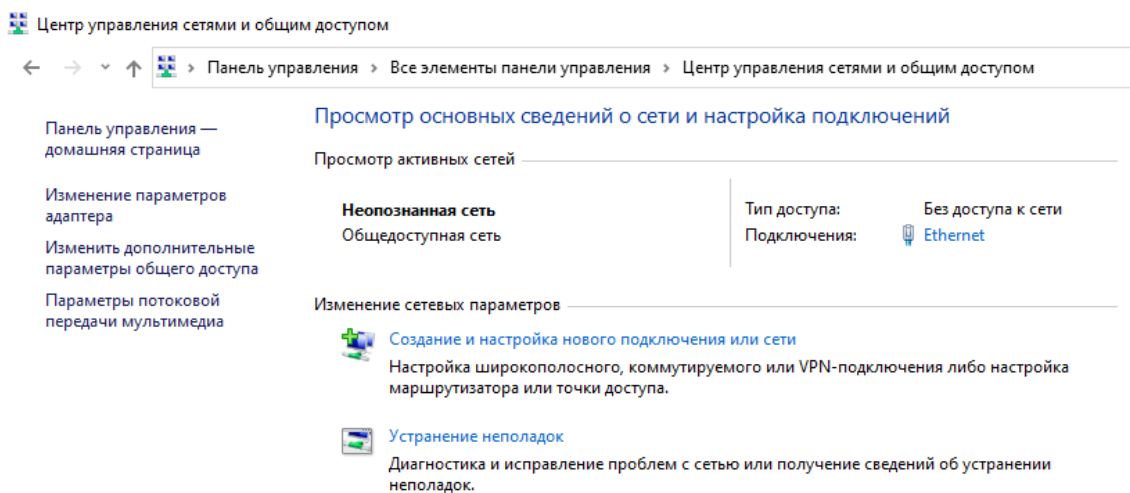 Центр управления сетями и общим доступом
Панель управления > Все элементы панели управления > Центр управления сетями и общим доступом
Панель управления —
домашняя страница
Изменение параметров
адаптера
Изменить дополнительные
параметры общего доступа
Параметры потоковой
передачи мультимедиа
Просмотр основных сведений о сети и настройка подключений
Просмотр активных сетей
Неопознанная сеть
Общедоступная сеть
Тип доступа: Без доступа к сети
Подключения: Ethernet
Изменение сетевых параметров
Создание и настройка нового подключения или сети
Настройка широкополосного, коммутируемого или VPN-подключения либо настройка
маршрутизатора или точки доступа.
Устранение неполадок
Диагностика и исправление проблем с сетью или получение сведений об устранении
неполадок.